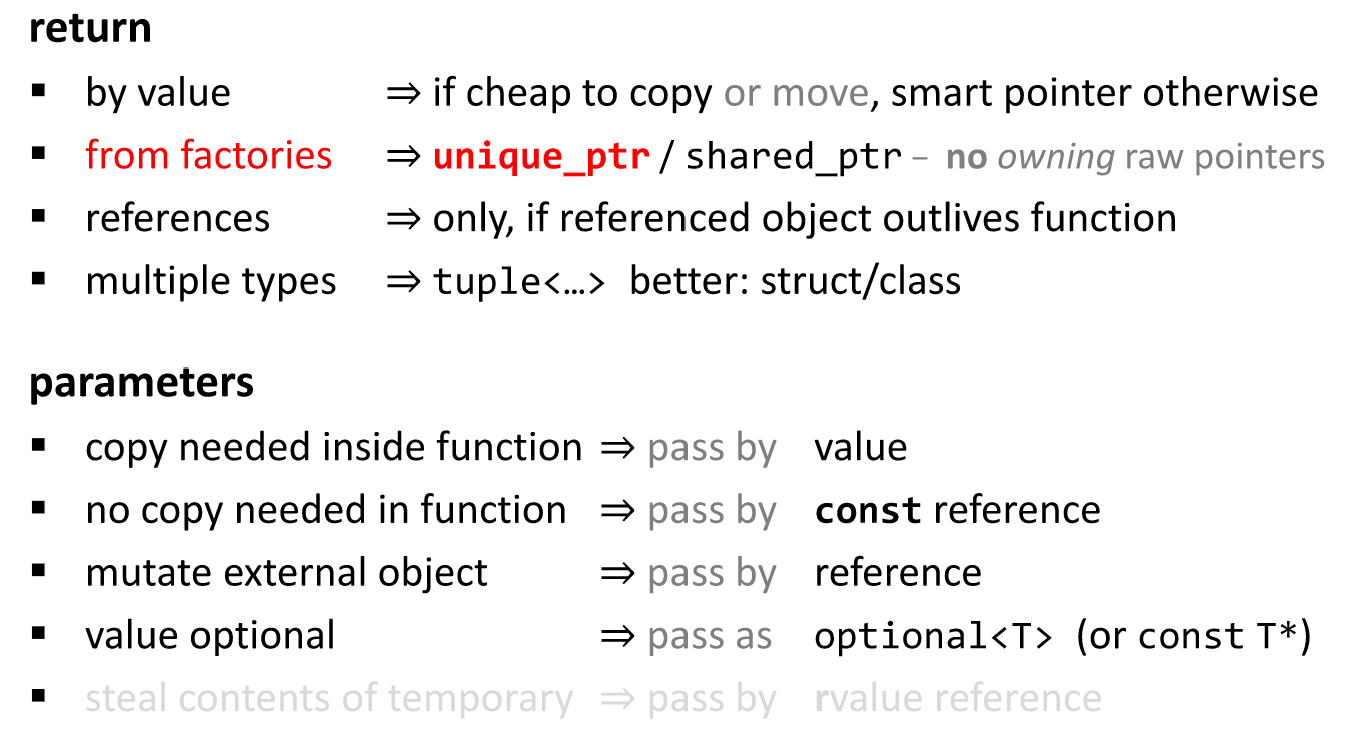 return
▪ by value ⇒ if cheap to copy or move, smart pointer otherwise
▪ from factories ⇒ unique_ptr / shared_ptr – no owning raw pointers
▪ references ⇒ only, if referenced object outlives function
▪ multiple types ⇒ tuple<…> better: struct/class
parameters
▪ copy needed inside function ⇒ pass by value
▪ no copy needed in function ⇒ pass by const reference
▪ mutate external object ⇒ pass by reference
▪ value optional ⇒ pass as optional<T> (or const T*)
▪ steal contents of temporary ⇒ pass by rvalue reference